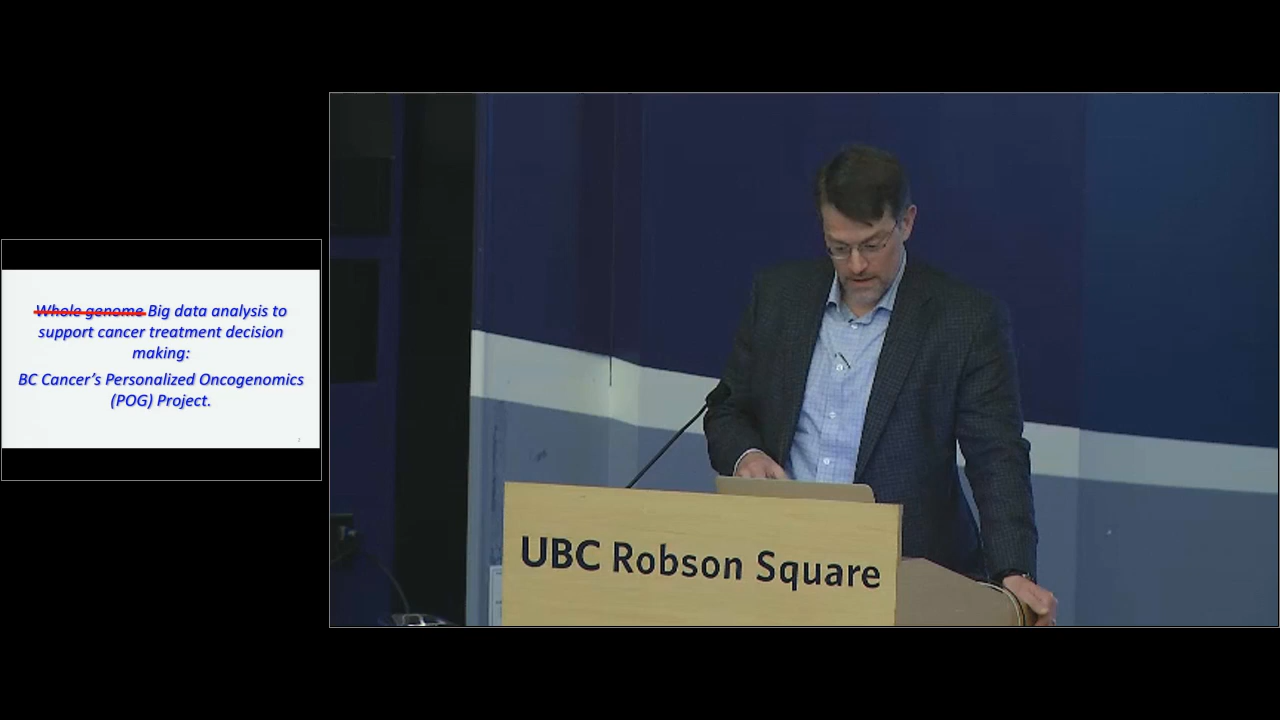 Whole genome Big data analysis to
support cancer treatment decision
making:
BC Cancer's Personalized Oncogenomics
(POG) Project.
UBC Robson Square